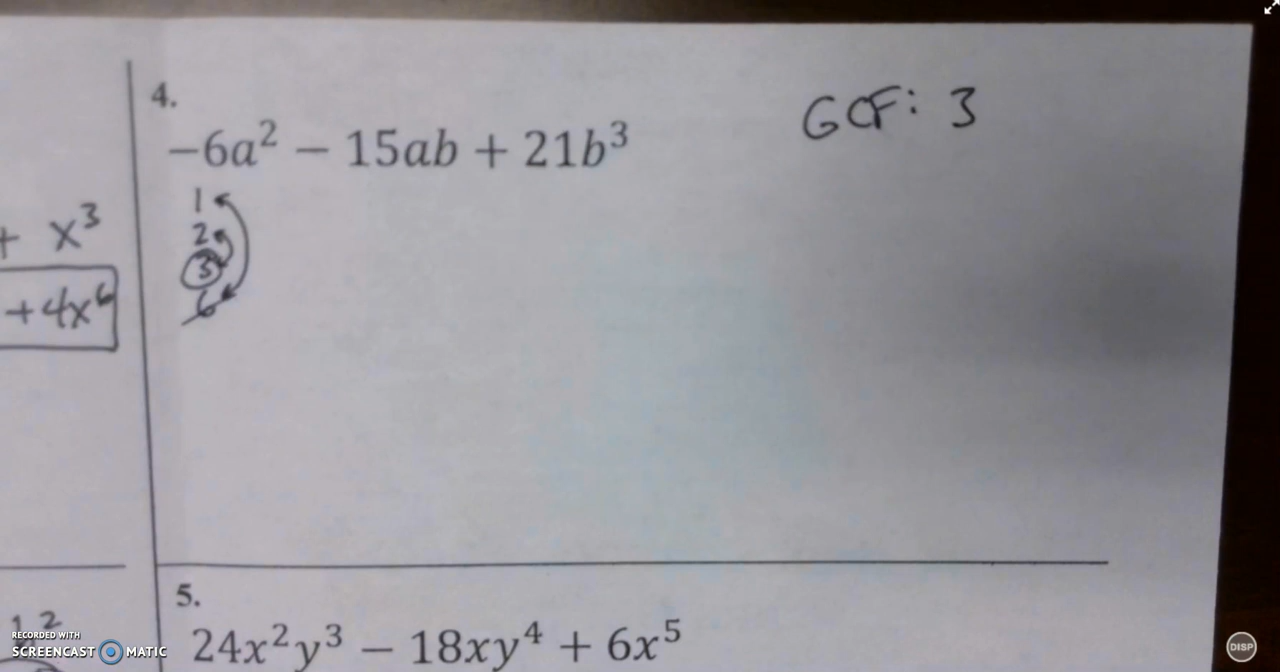 4.
GCF: 3
−6a² − 15ab + 21b³
1
2
3
6
+ x³
+4x⁶
5.
24x²y³ − 18xy⁴ + 6x⁵
RECORDED WITH
SCREENCAST MATIC
DISP